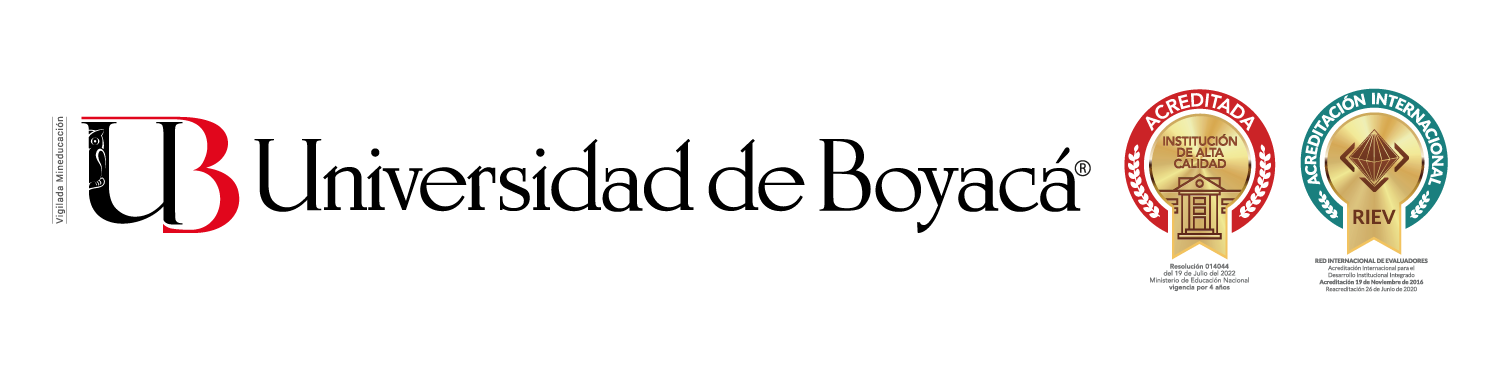 Vigilada Mineducación
UB
Universidad de Boyacá®
ACREDITADA
INSTITUCIÓN
DE ALTA
CALIDAD
Resolución 014044
del 19 de Julio del 2022
Ministerio de Educación Nacional
vigencia por 4 años
ACREDITACIÓN INTERNACIONAL
RIEV
RED INTERNACIONAL DE EVALUADORES
Acreditación internacional para el
Desarrollo Institucional Integrado
Acreditación 19 de Noviembre de 2016
Reacreditación 26 de Junio de 2020